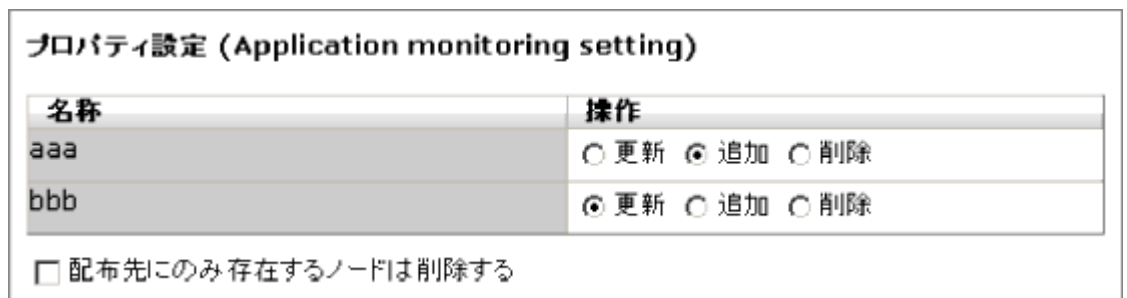 プロパティ設定 (Application monitoring setting)
名称 操作
aaa 更新 追加 削除
bbb 更新 追加 削除
配布先にのみ存在するノードは削除する